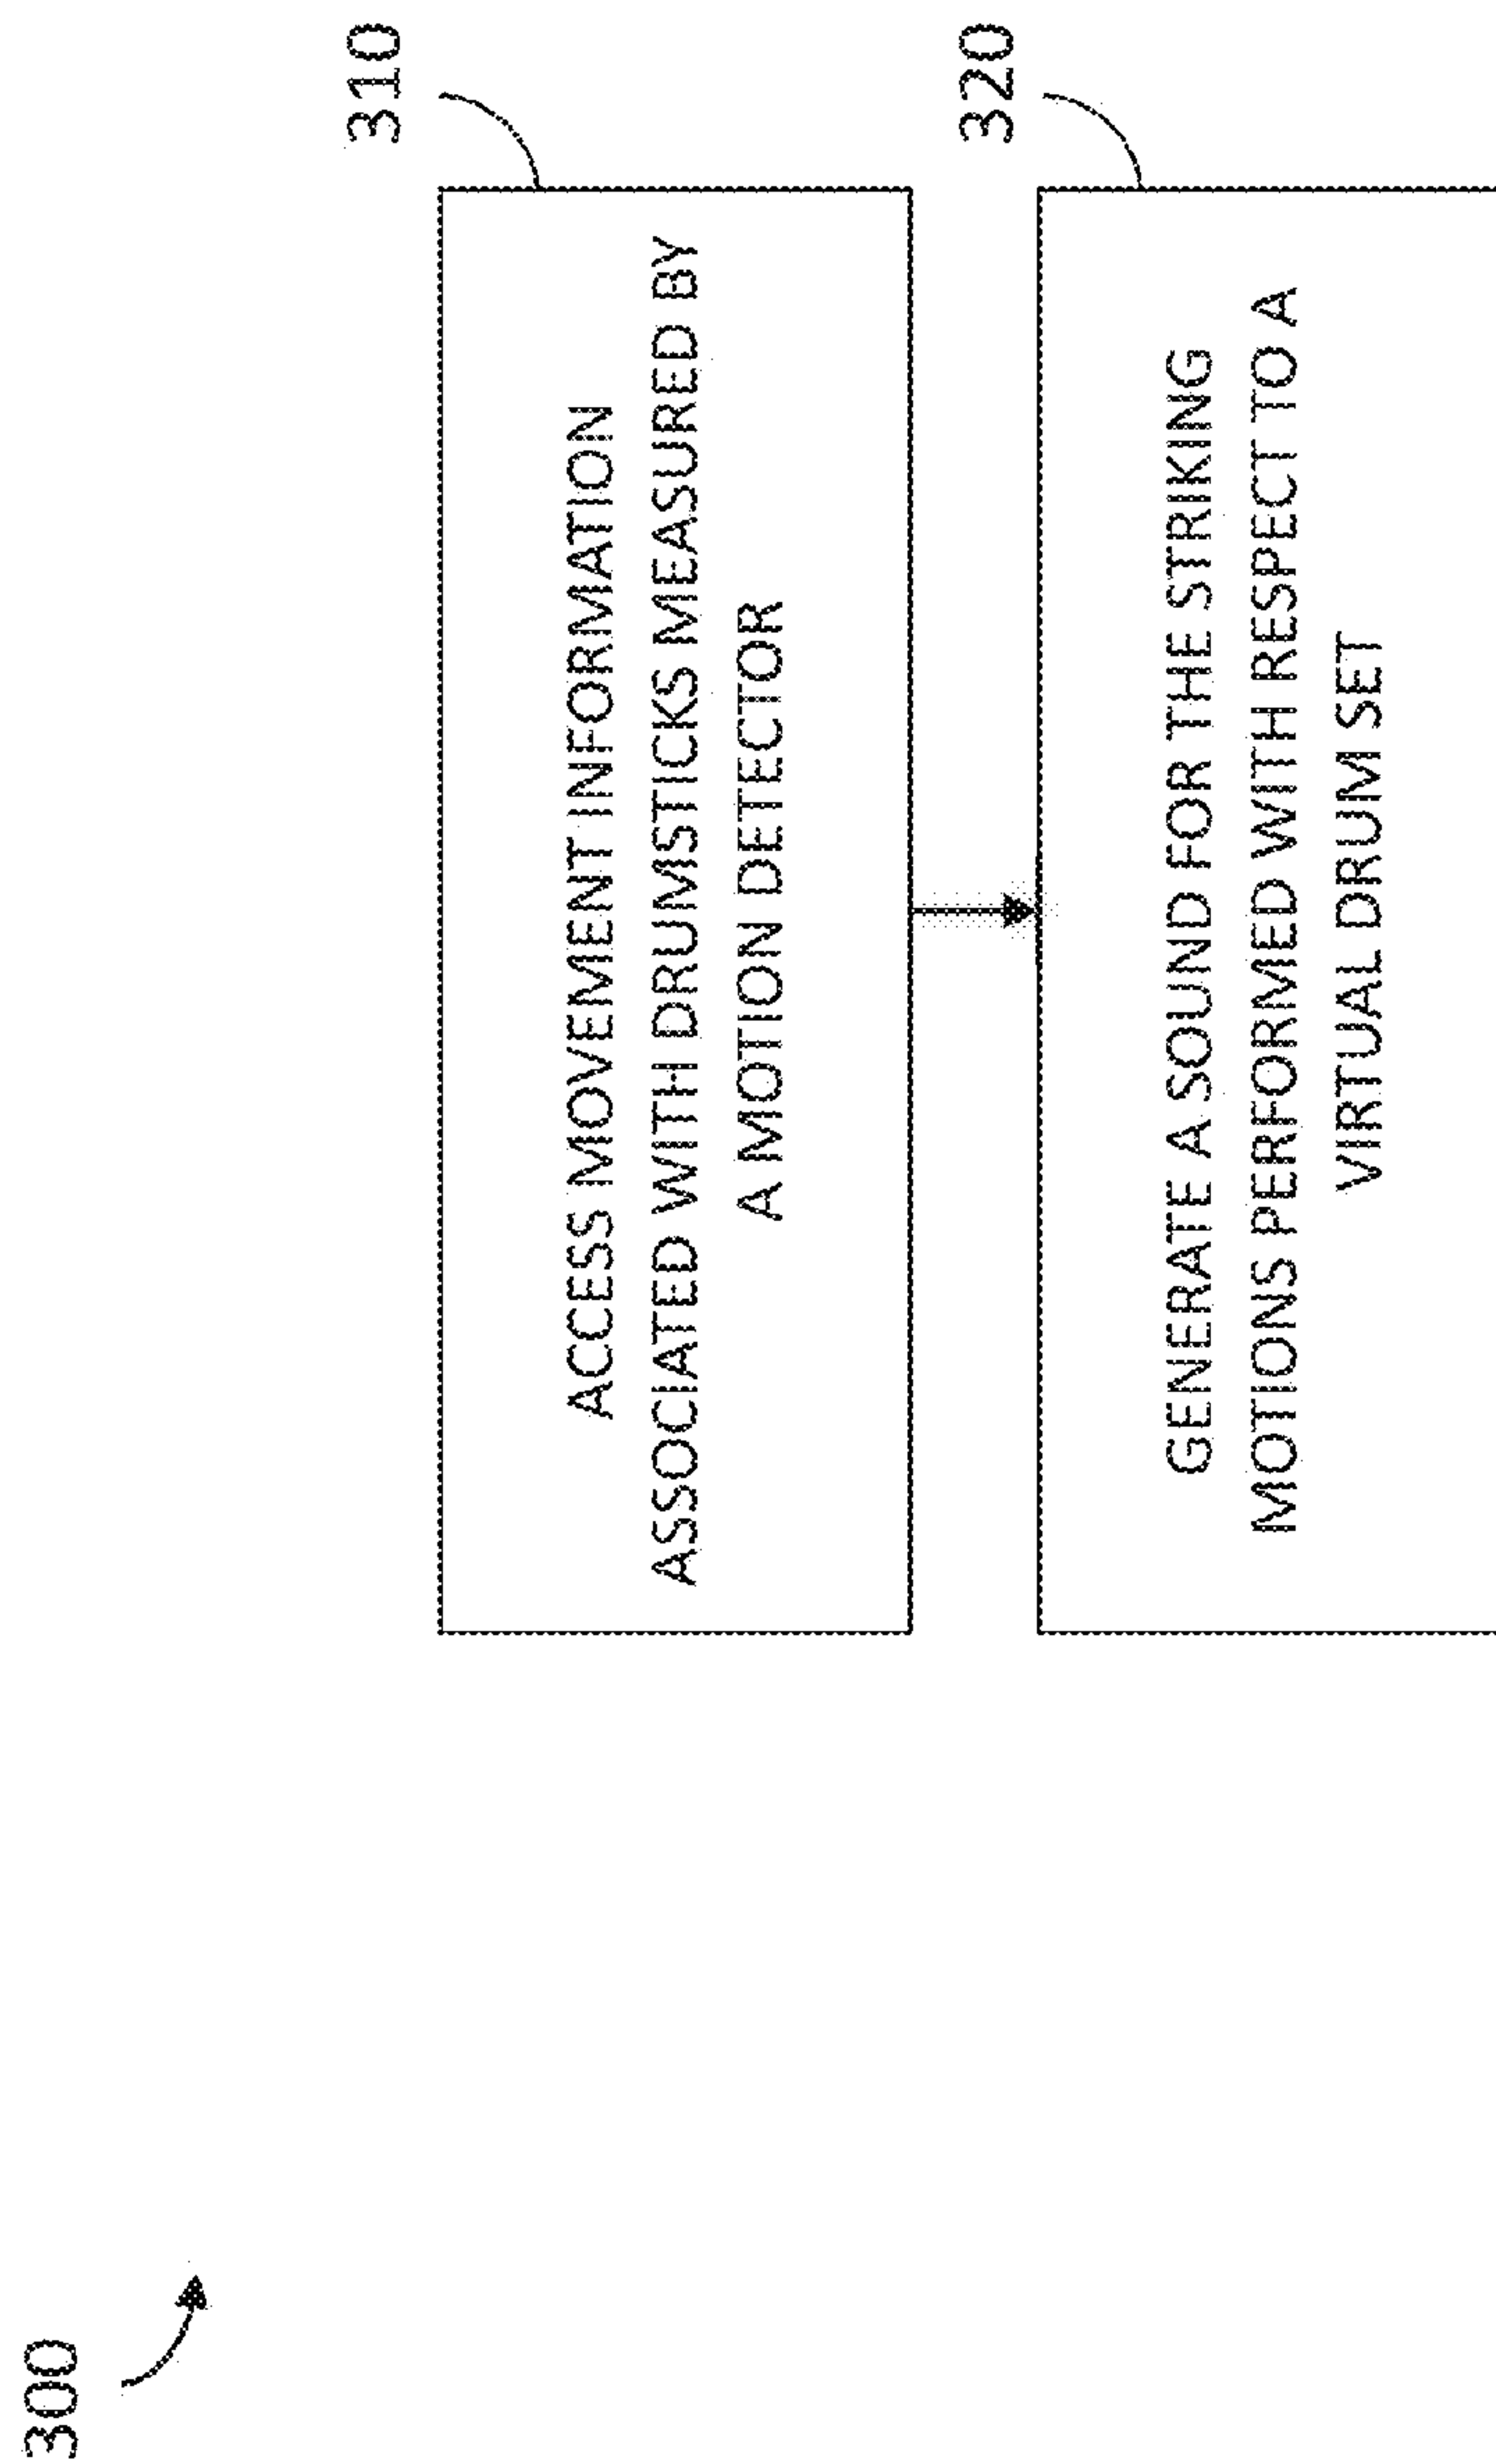 300
310
ACCESS MOVEMENT INFORMATION
ASSOCIATED WITH DRUMSTICKS MEASURED BY
A MOTION DETECTOR
320
GENERATE A SOUND FOR THE STRIKING
MOTIONS PERFORMED WITH RESPECT TO A
VIRTUAL DRUM SET